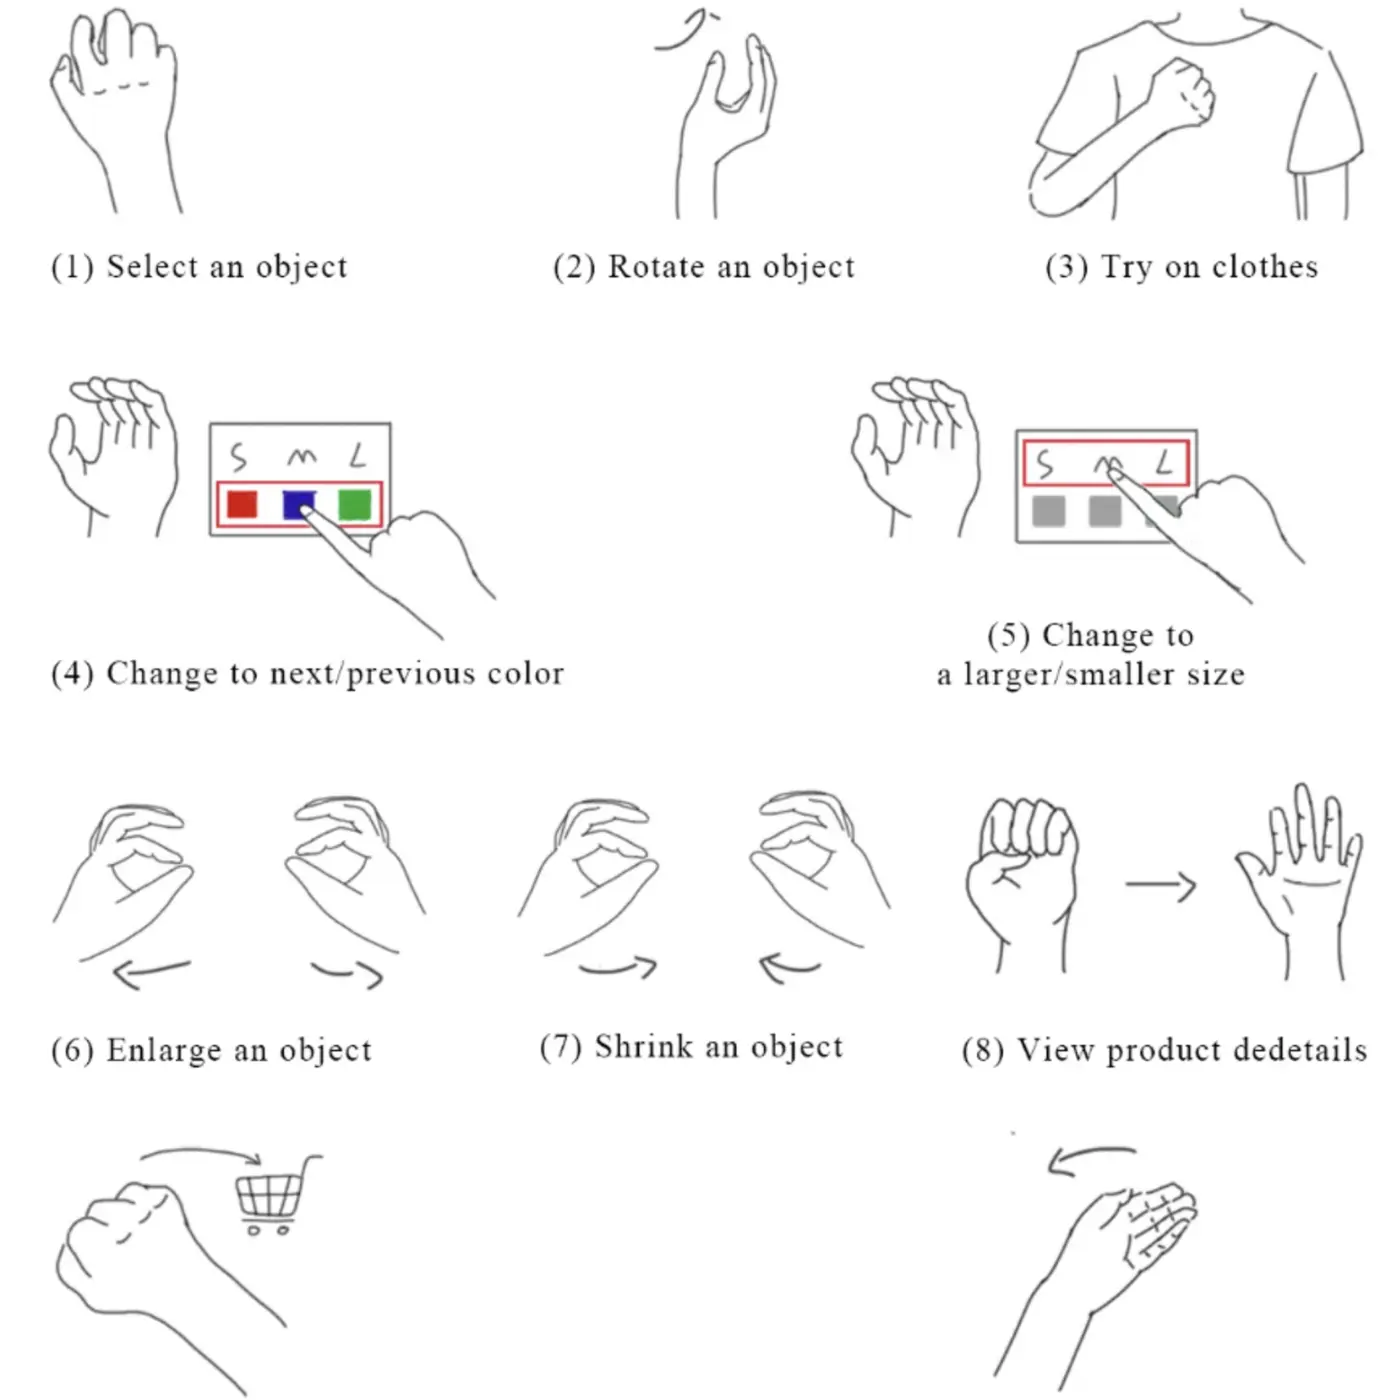 (1) Select an object
(2) Rotate an object
(3) Try on clothes
S M L
S M L
(4) Change to next/previous color
(5) Change to
a larger/smaller size
(6) Enlarge an object
(7) Shrink an object
(8) View product dedetails